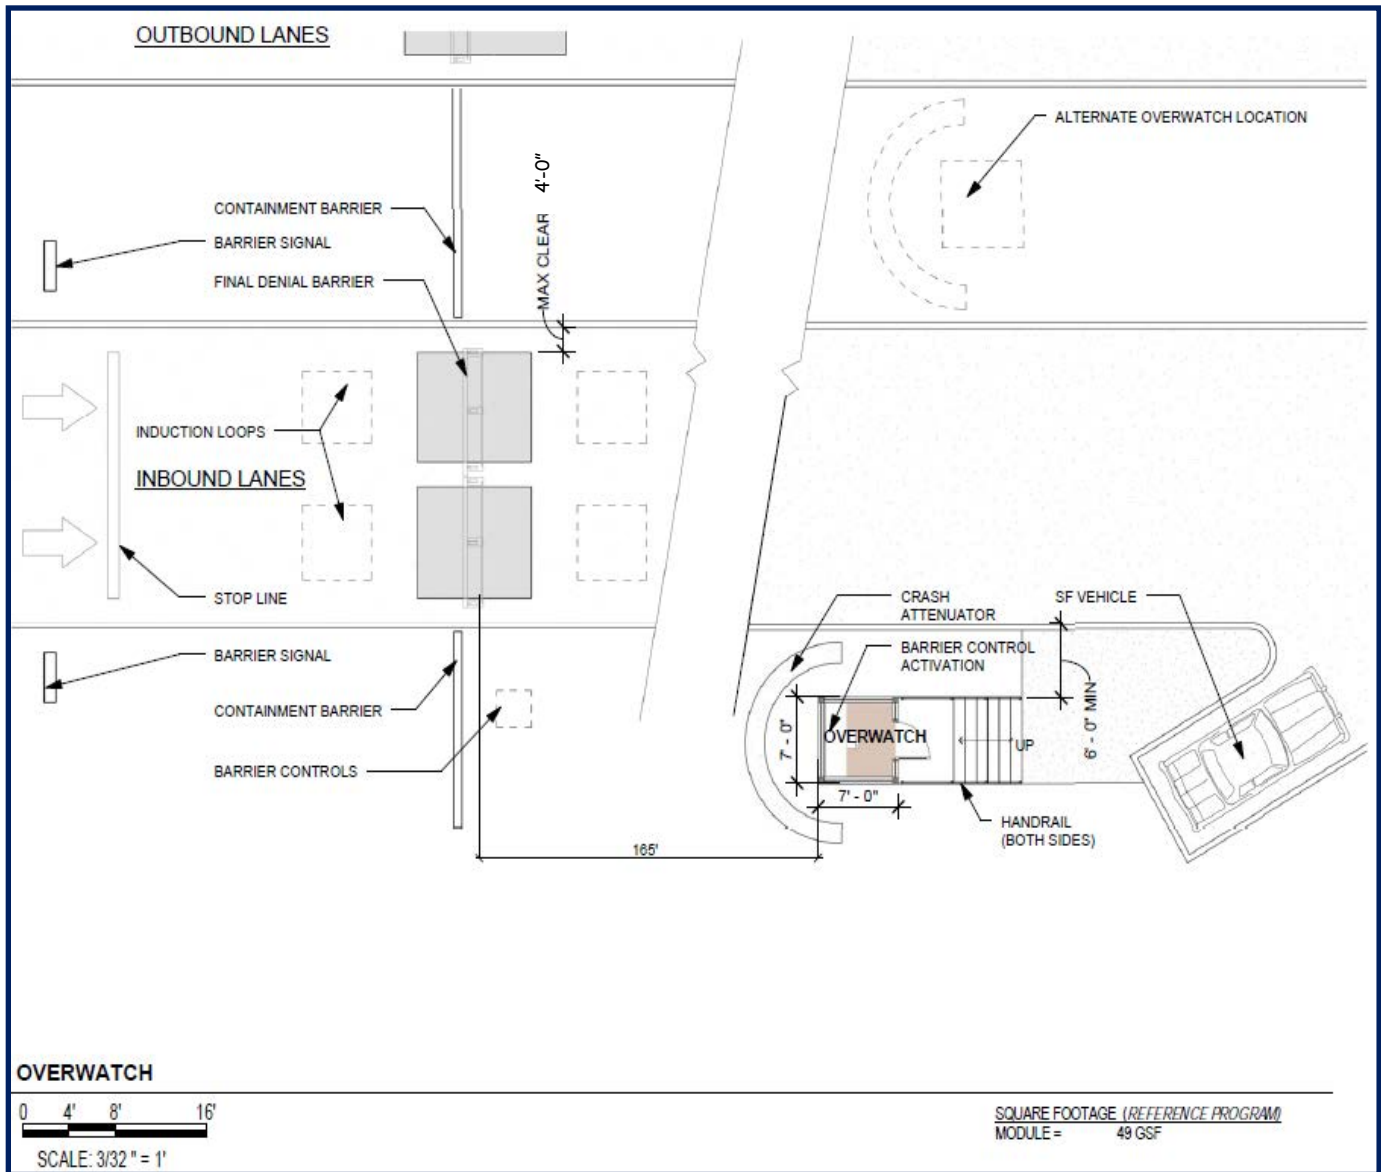 OUTBOUND LANES
ALTERNATE OVERWATCH LOCATION
4'-0"
MAX CLEAR
CONTAINMENT BARRIER
BARRIER SIGNAL
FINAL DENIAL BARRIER
INDUCTION LOOPS
INBOUND LANES
STOP LINE
CRASH
ATTENUATOR
SF VEHICLE
BARRIER SIGNAL
BARRIER CONTROL
ACTIVATION
CONTAINMENT BARRIER
6' - 0" MIN
7' - 0"
OVERWATCH
UP
BARRIER CONTROLS
7' - 0"
HANDRAIL
(BOTH SIDES)
165'
OVERWATCH
0 4' 8' 16'
SCALE: 3/32 " = 1'
SQUARE FOOTAGE (REFERENCE PROGRAM)
MODULE = 49 GSF